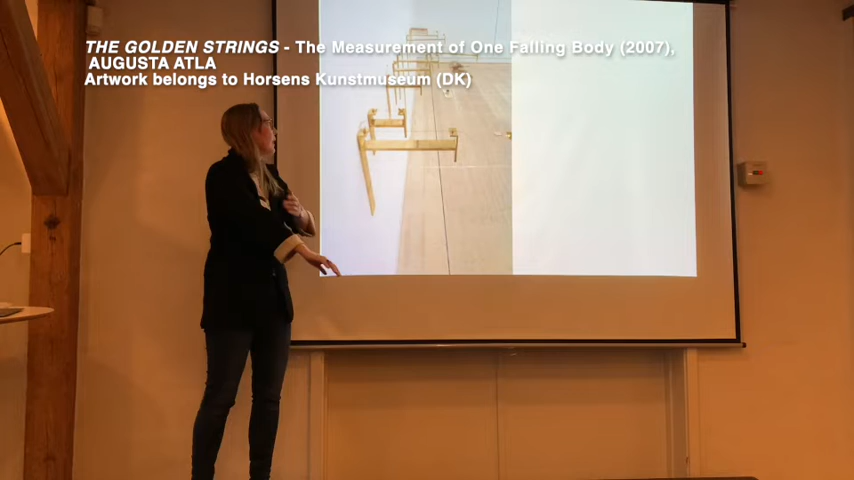 THE GOLDEN STRINGS - The Measurement of One Falling Body (2007),
AUGUSTA ATLA
Artwork belongs to Horsens Kunstmuseum (DK)